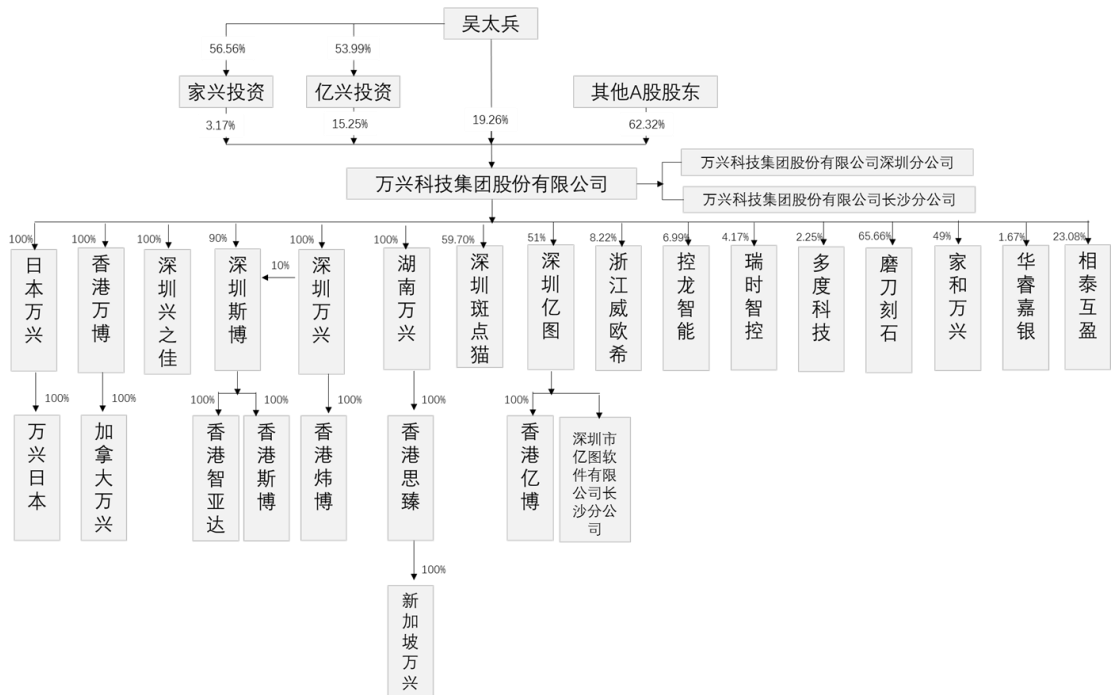 吴太兵
56.56%
53.99%
家兴投资
亿兴投资
其他A股股东
3.17%
15.25%
19.26%
62.32%
万兴科技集团股份有限公司
万兴科技集团股份有限公司深圳分公司
万兴科技集团股份有限公司长沙分公司
100%
100%
100%
90%
100%
100%
59.70%
51%
8.22%
6.99%
4.17%
2.25%
65.66%
49%
1.67%
23.08%
日本万兴
香港万博
深圳兴之佳
深圳斯博
10%
深圳万兴
湖南万兴
深圳斑点猫
深圳亿图
浙江威欧希
控龙智能
瑞时智控
多度科技
磨刀刻石
家和万兴
华睿嘉银
相泰互盈
100%
100%
100%
100%
100%
100%
100%
万兴日本
加拿大万兴
香港智亚达
香港斯博
香港炜博
香港思臻
香港亿博
深圳市
亿图软
件有限
公司长
沙分公
司
100%
新加坡万兴